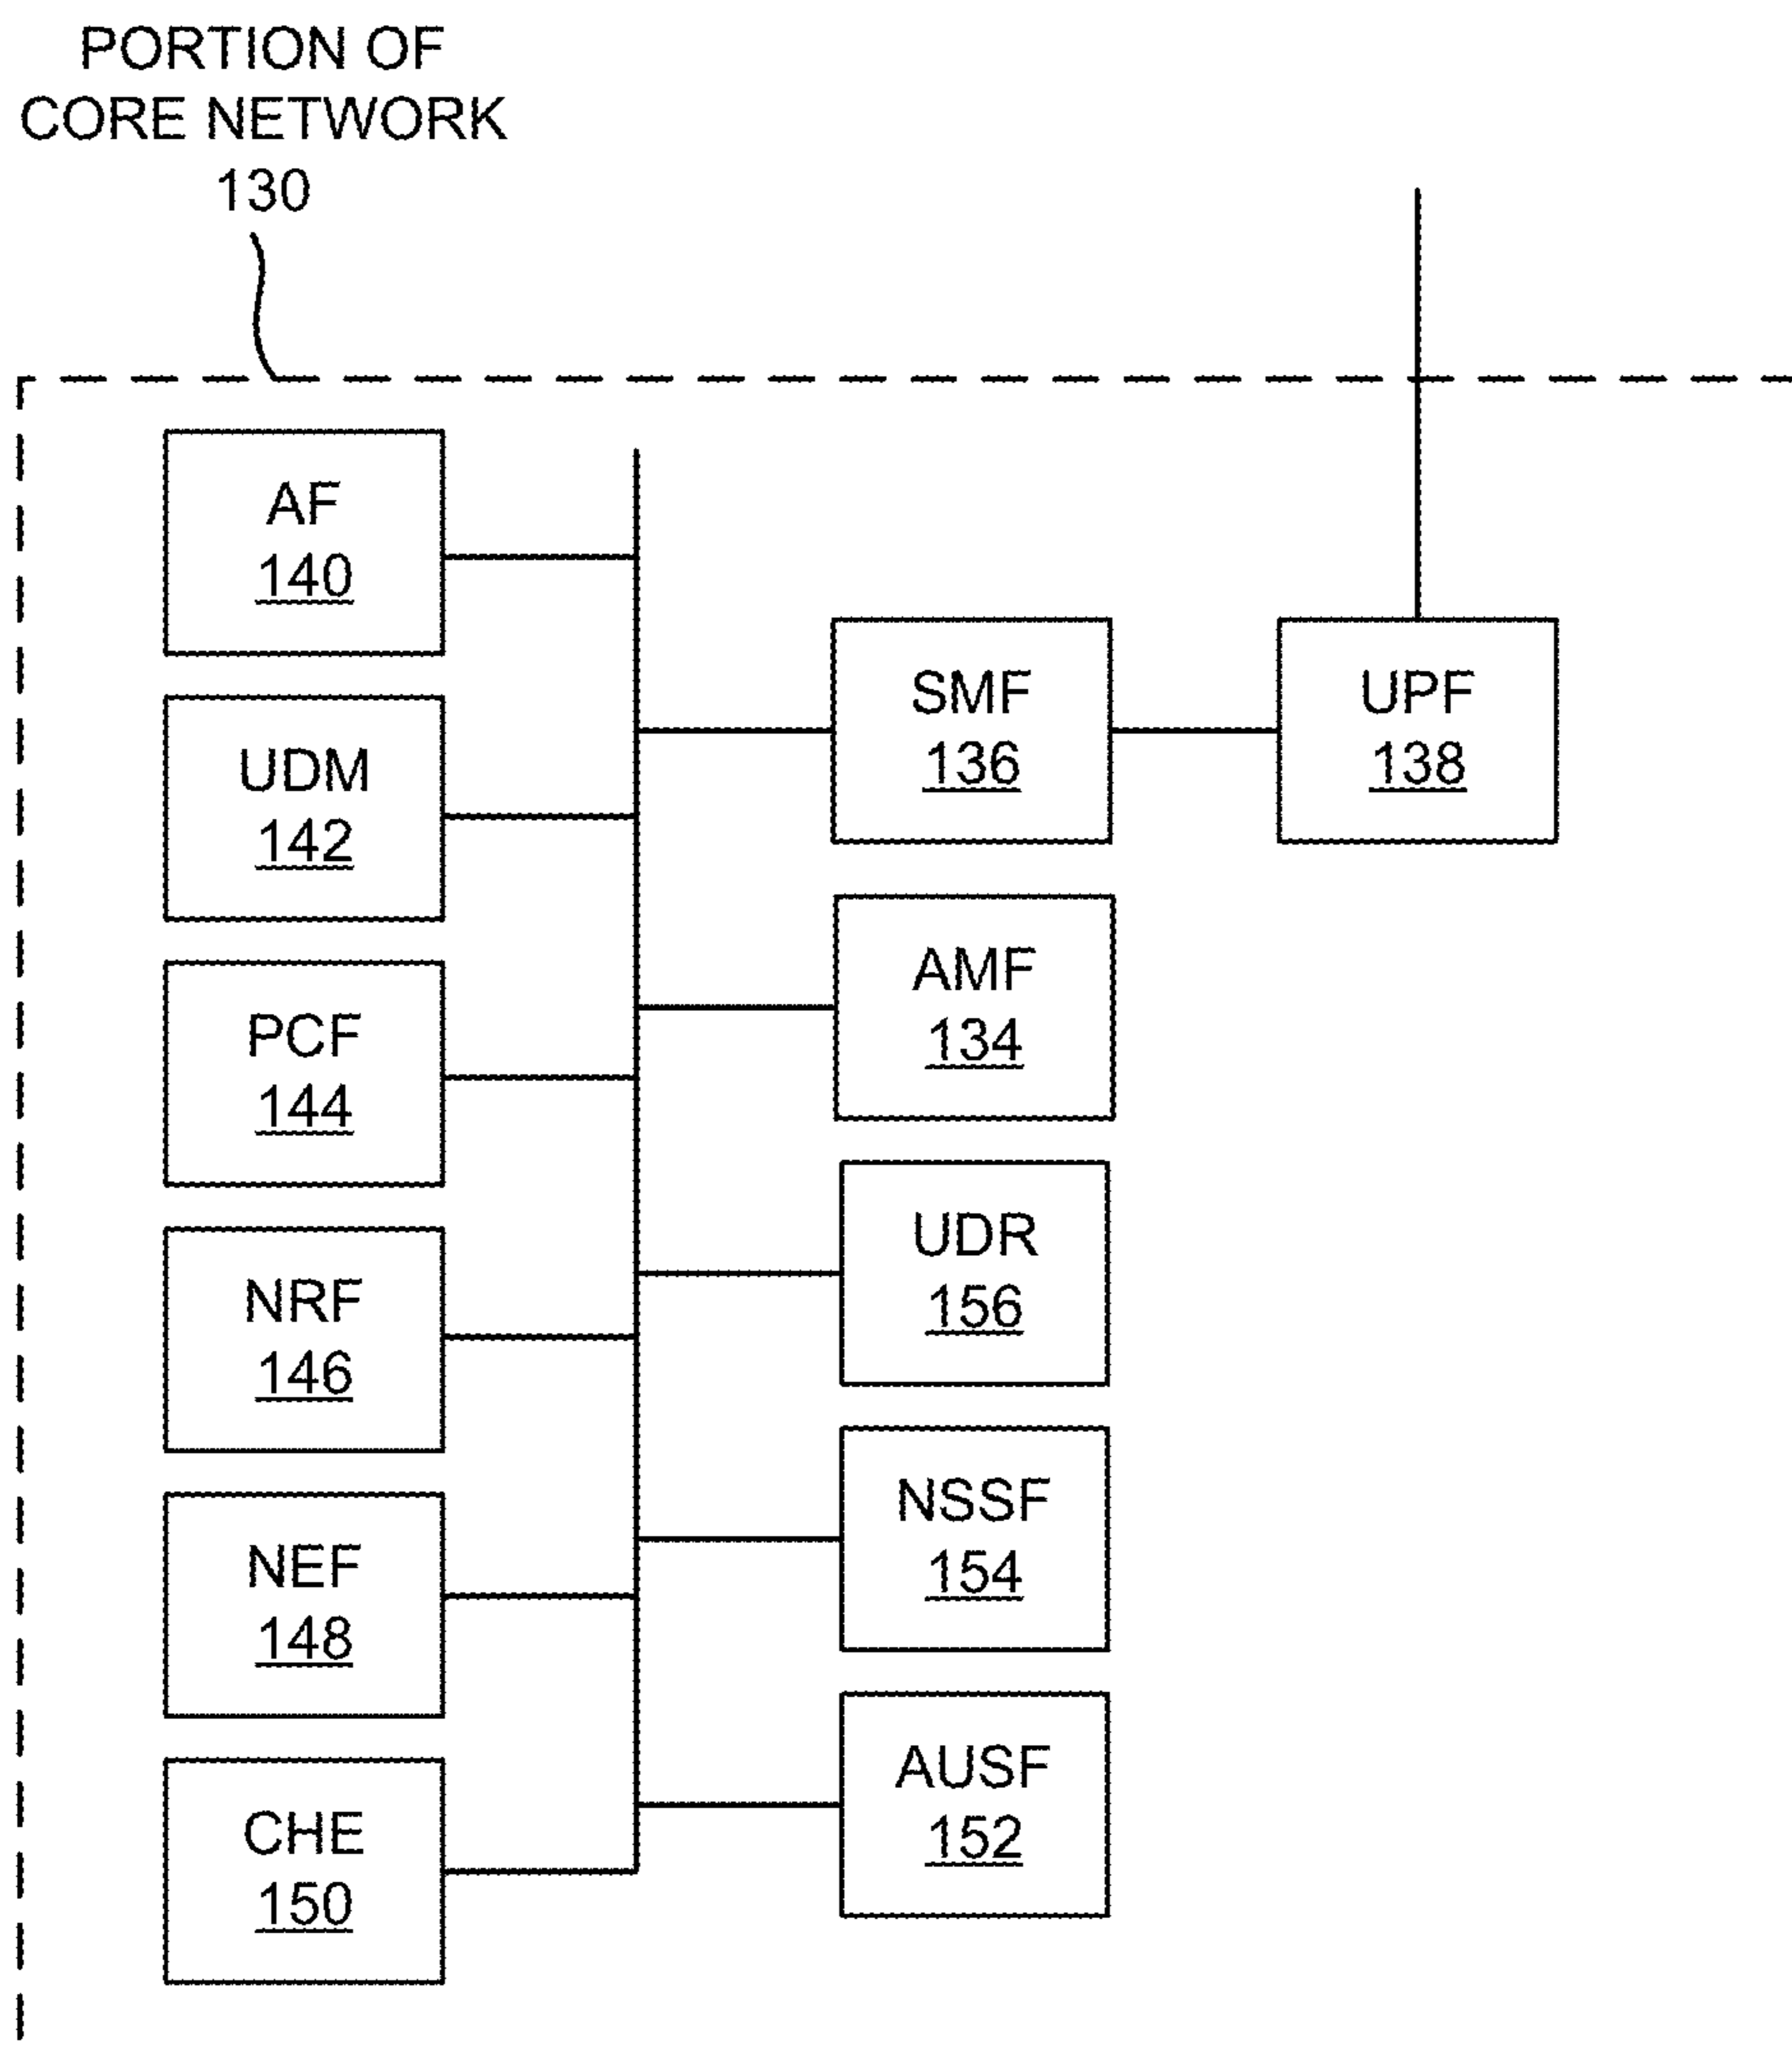 PORTION OF
CORE NETWORK
130
AF
140
UDM
142
PCF
144
NRF
146
NEF
148
CHE
150
SMF
136
UPF
138
AMF
134
UDR
156
NSSF
154
AUSF
152